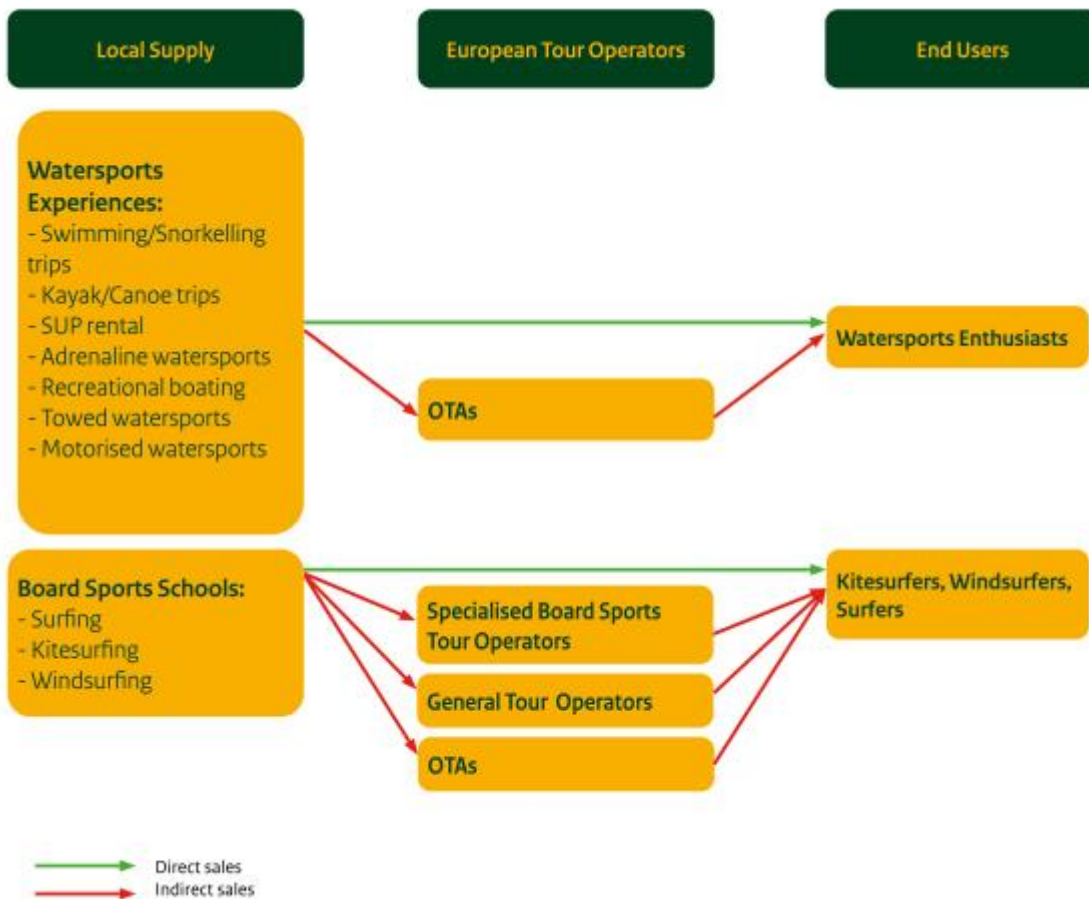 Local Supply
European Tour Operators
End Users
Watersports
Experiences:
- Swimming/Snorkelling
trips
- Kayak/Canoe trips
- SUP rental
- Adrenaline watersports
- Recreational boating
- Towed watersports
- Motorised watersports
OTAs
Watersports Enthusiasts
Board Sports Schools:
- Surfing
- Kitesurfing
- Windsurfing
Specialised Board Sports
Tour Operators
General Tour Operators
OTAs
Kitesurfers, Windsurfers,
Surfers
Direct sales
Indirect sales